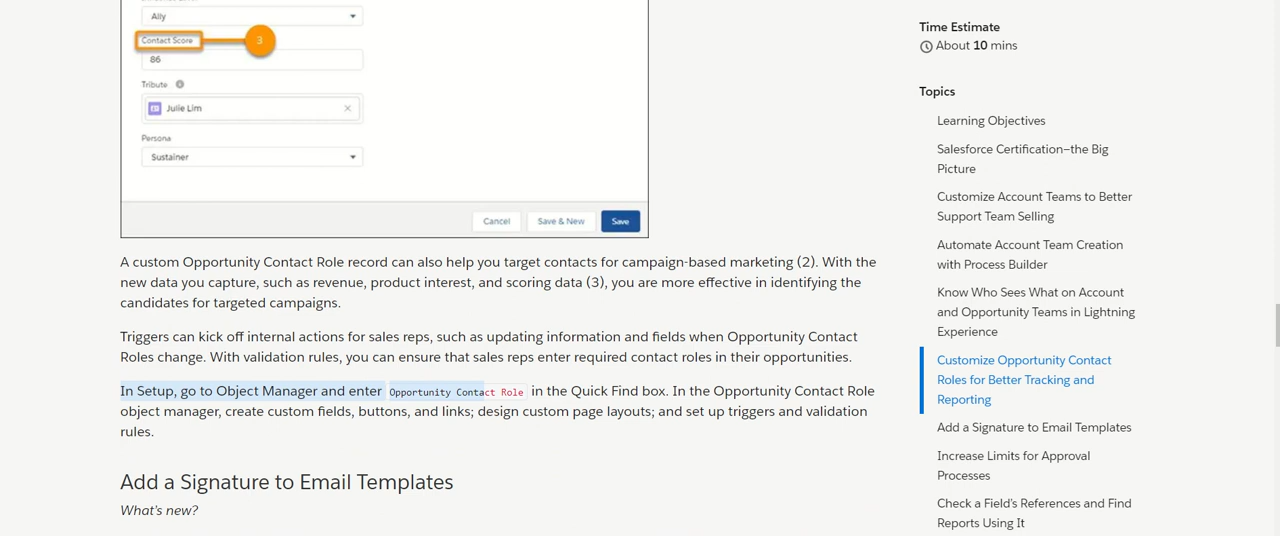 Ally
Contact Score
3
86
Tribute
Julie Lim
Persona
Sustainer
Cancel
Save & New
Save
A custom Opportunity Contact Role record can also help you target contacts for campaign-based marketing (2). With the
new data you capture, such as revenue, product interest, and scoring data (3), you are more effective in identifying the
candidates for targeted campaigns.
Triggers can kick off internal actions for sales reps, such as updating information and fields when Opportunity Contact
Roles change. With validation rules, you can ensure that sales reps enter required contact roles in their opportunities.
In Setup, go to Object Manager and enter Opportunity Contact Role in the Quick Find box. In the Opportunity Contact Role
object manager, create custom fields, buttons, and links; design custom page layouts; and set up triggers and validation
rules.
Add a Signature to Email Templates
What's new?
Time Estimate
About 10 mins
Topics
Learning Objectives
Salesforce Certification—the Big
Picture
Customize Account Teams to Better
Support Team Selling
Automate Account Team Creation
with Process Builder
Know Who Sees What on Account
and Opportunity Teams in Lightning
Experience
Customize Opportunity Contact
Roles for Better Tracking and
Reporting
Add a Signature to Email Templates
Increase Limits for Approval
Processes
Check a Field's References and Find
Reports Using It